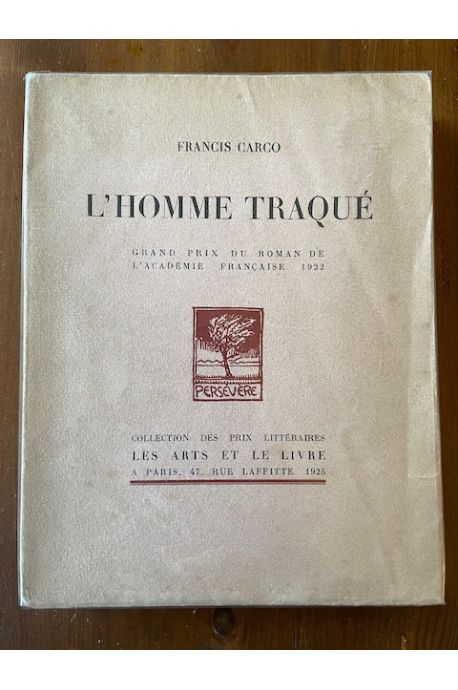 FRANCIS CARCO
L'HOMME TRAQUÉ
GRAND PRIX DU ROMAN DE
L'ACADÉMIE FRANÇAISE 1922
PERSÉVÈRE
COLLECTION DES PRIX LITTÉRAIRES
LES ARTS ET LE LIVRE
A PARIS, 47, RUE LAFFITTE 1925